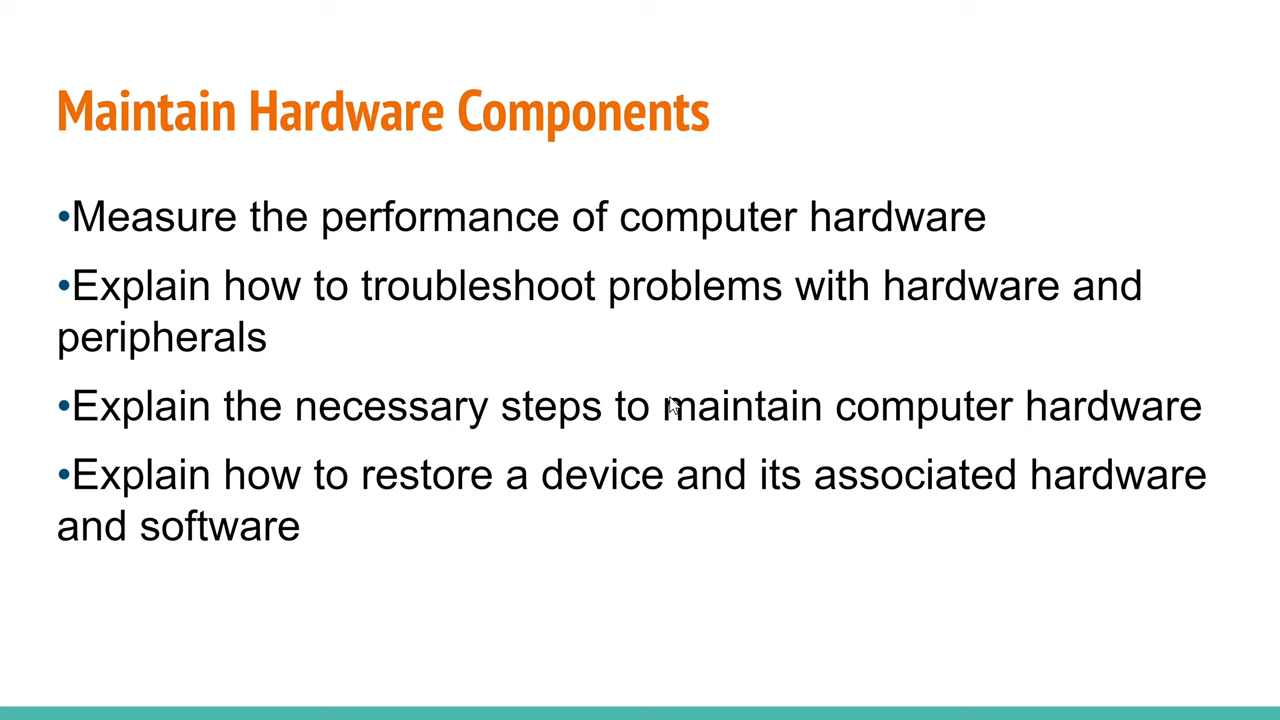 Maintain Hardware Components
•Measure the performance of computer hardware
•Explain how to troubleshoot problems with hardware and
peripherals
•Explain the necessary steps to maintain computer hardware
•Explain how to restore a device and its associated hardware
and software